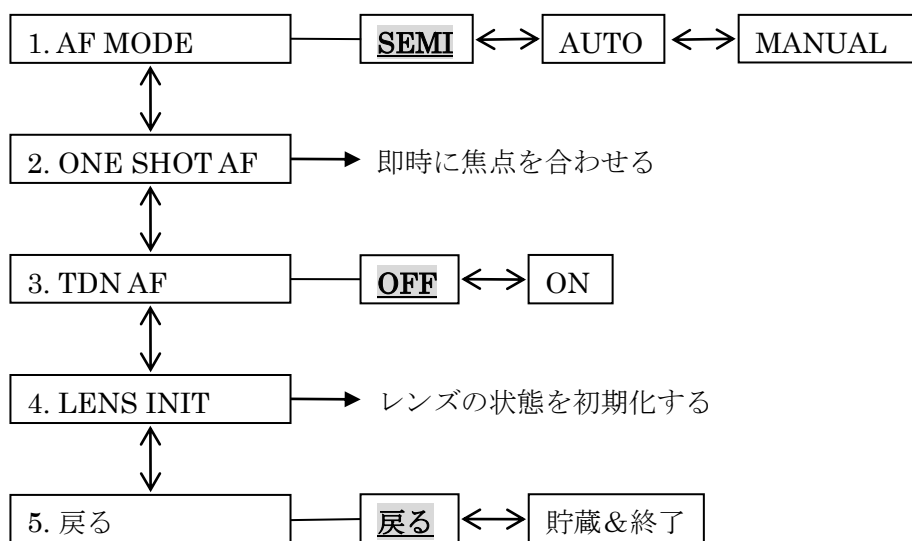 1. AF MODE SEMI AUTO MANUAL
2. ONE SHOT AF 即時に焦点を合わせる
3. TDN AF OFF ON
4. LENS INIT レンズの状態を初期化する
5. 戻る 戻る 貯蔵&終了